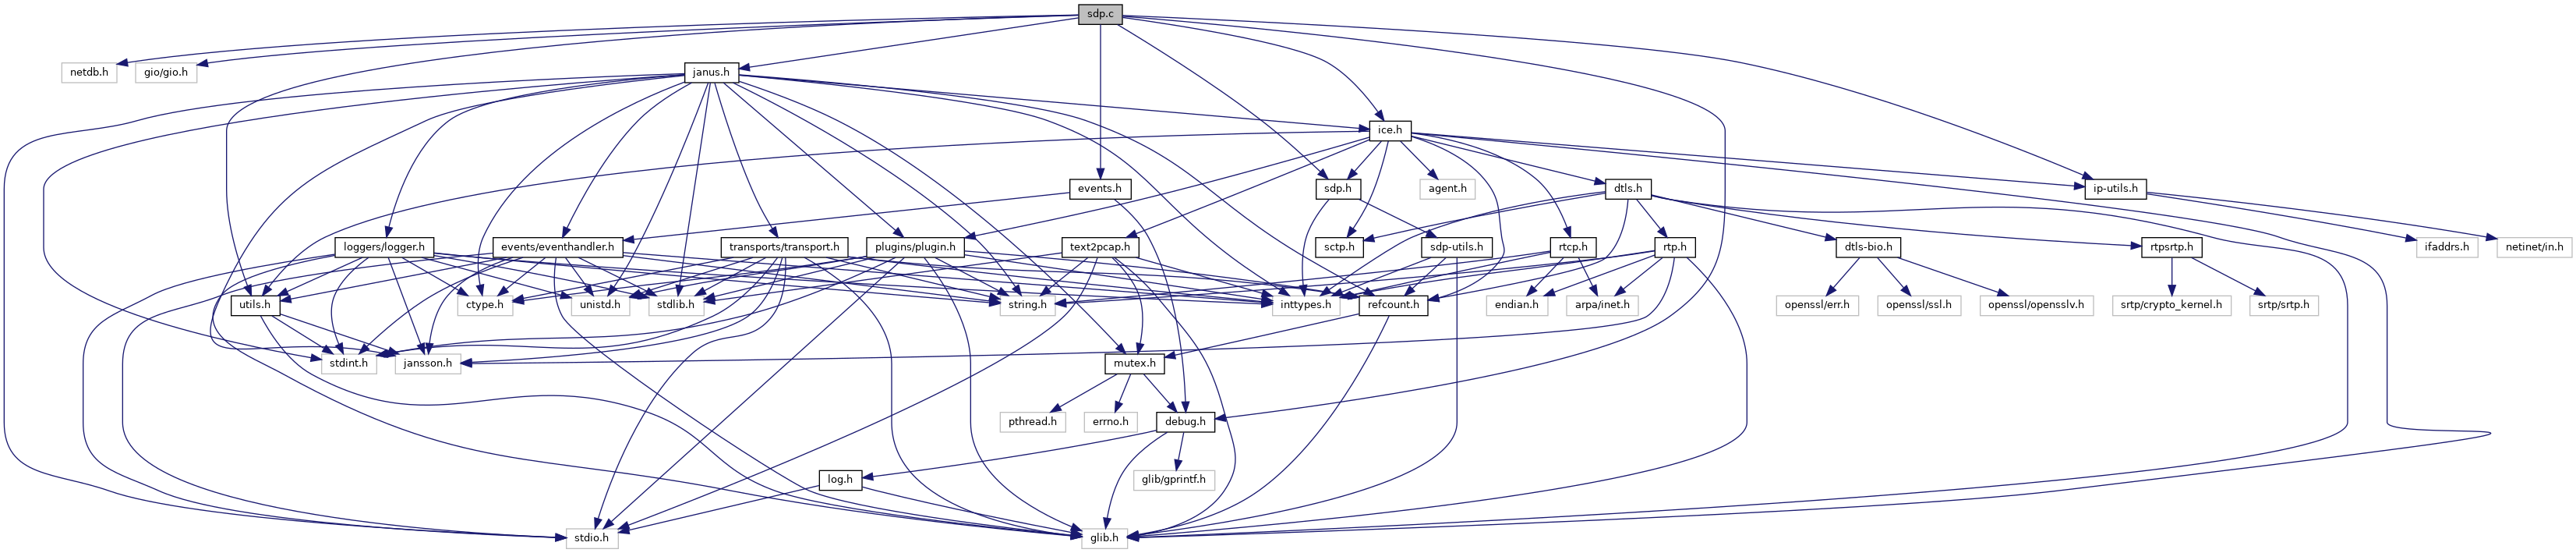 sdp.c
netdb.h
gio/gio.h
janus.h
ice.h
events.h
sdp.h
agent.h
dtls.h
ip-utils.h
loggers/logger.h
events/eventhandler.h
transports/transport.h
plugins/plugin.h
text2pcap.h
sctp.h
sdp-utils.h
rtcp.h
rtp.h
dtls-bio.h
rtpsrtp.h
ifaddrs.h
netinet/in.h
utils.h
ctype.h
unistd.h
stdlib.h
string.h
inttypes.h
refcount.h
endian.h
arpa/inet.h
openssl/err.h
openssl/ssl.h
openssl/opensslv.h
srtp/crypto_kernel.h
srtp/srtp.h
stdint.h
jansson.h
mutex.h
pthread.h
errno.h
debug.h
log.h
glib/gprintf.h
stdio.h
glib.h